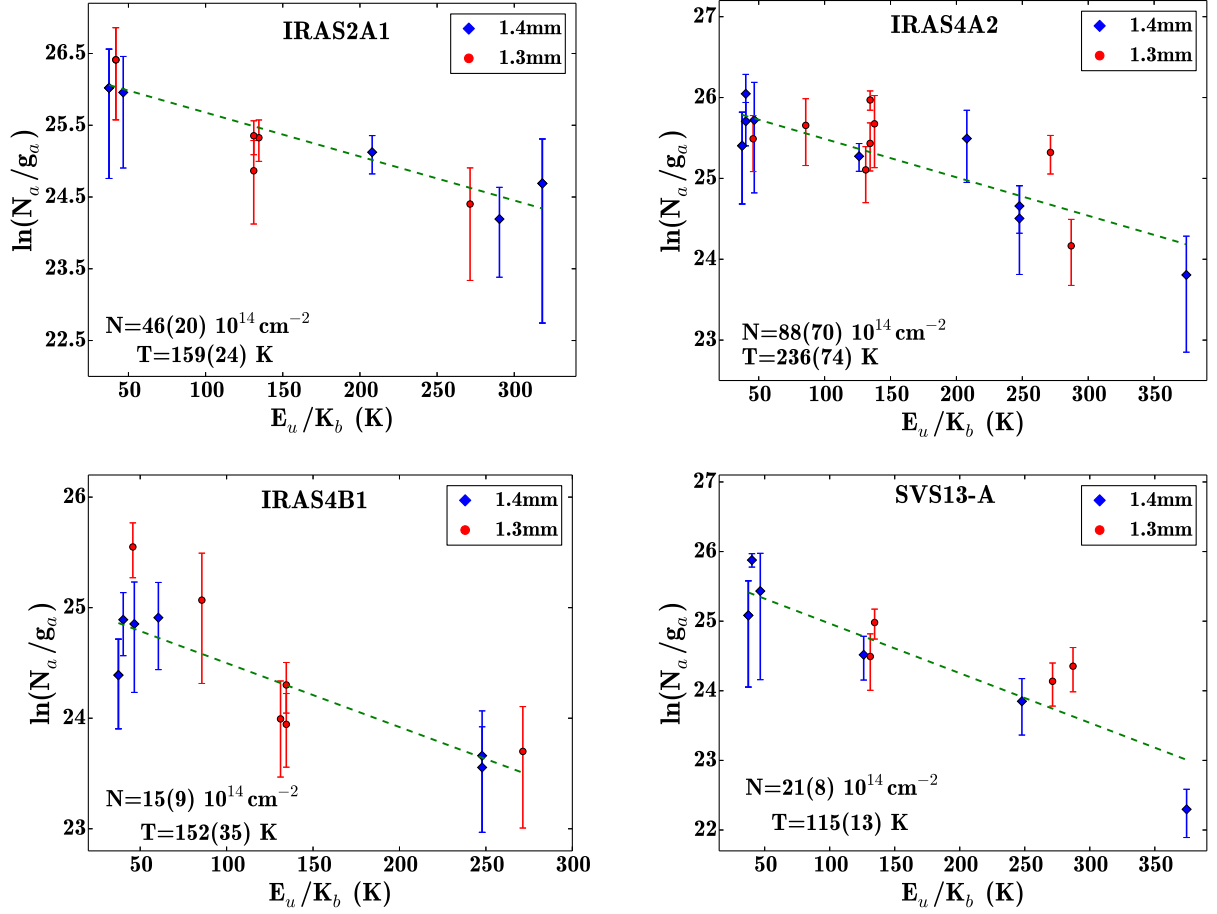 IRAS2A1
1.4mm
1.3mm
26.5
25.5
24.5
23.5
22.5
ln(N_a/g_a)
N=46(20) 10^14 cm^−2
T=159(24) K
50 100 150 200 250 300
E_u/K_b (K)
IRAS4A2
1.4mm
1.3mm
27
26
25
24
23
ln(N_a/g_a)
N=88(70) 10^14 cm^−2
T=236(74) K
50 100 150 200 250 300 350
E_u/K_b (K)
IRAS4B1
1.4mm
1.3mm
26
25
24
23
ln(N_a/g_a)
N=15(9) 10^14 cm^−2
T=152(35) K
50 100 150 200 250 300
E_u/K_b (K)
SVS13-A
1.4mm
1.3mm
27
26
25
24
23
22
ln(N_a/g_a)
N=21(8) 10^14 cm^−2
T=115(13) K
50 100 150 200 250 300 350
E_u/K_b (K)